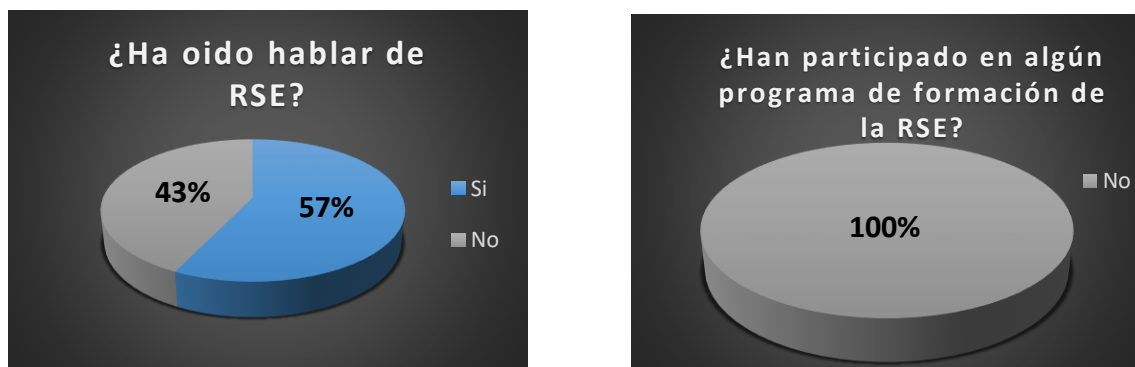 ¿Ha oido hablar de
RSE?
43%
57%
Si
No
¿Han participado en algún
programa de formación de
la RSE?
100%
No